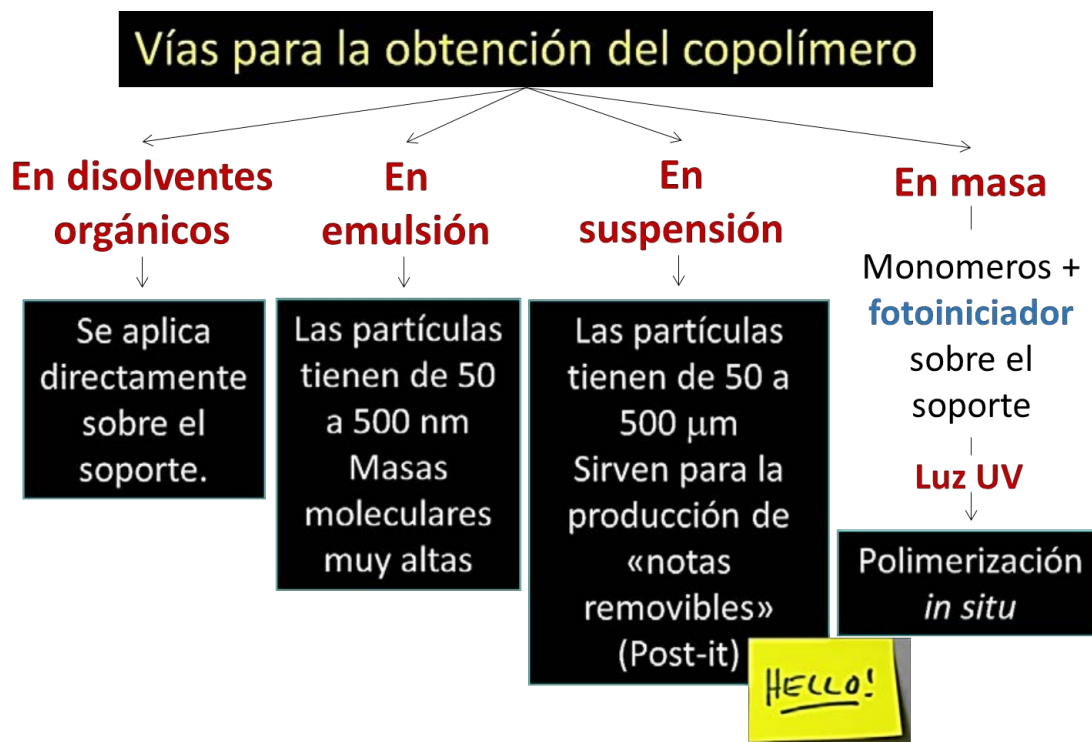 Vías para la obtención del copolímero
En disolventes
orgánicos
Se aplica
directamente
sobre el
soporte.
En
emulsión
Las partículas
tienen de 50
a 500 nm
Masas
moleculares
muy altas
En
suspensión
Las partículas
tienen de 50 a
500 μm
Sirven para la
producción de
«notas
removibles»
(Post-it)
HELLO!
En masa
Monomeros +
fotoiniciador
sobre el
soporte
Luz UV
Polimerización
in situ